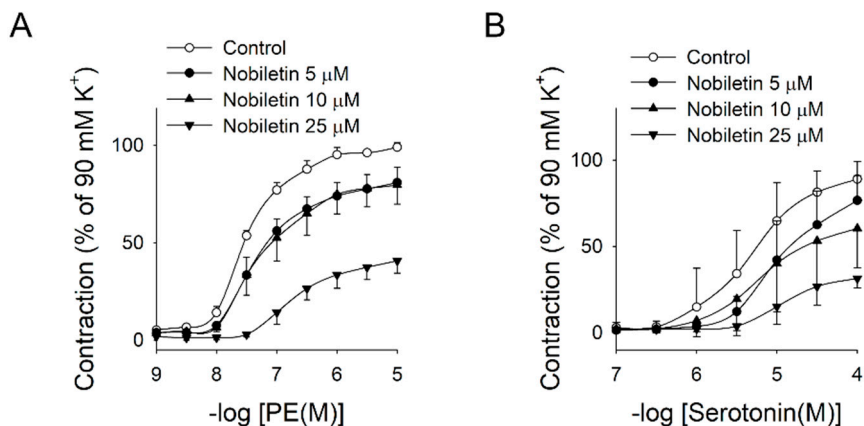 A
Control
Nobiletin 5 μM
Nobiletin 10 μM
Nobiletin 25 μM
Contraction (% of 90 mM K⁺)
100
50
0
9 8 7 6 5
-log [PE(M)]
B
Control
Nobiletin 5 μM
Nobiletin 10 μM
Nobiletin 25 μM
Contraction (% of 90 mM K⁺)
100
50
0
7 6 5 4
-log [Serotonin(M)]